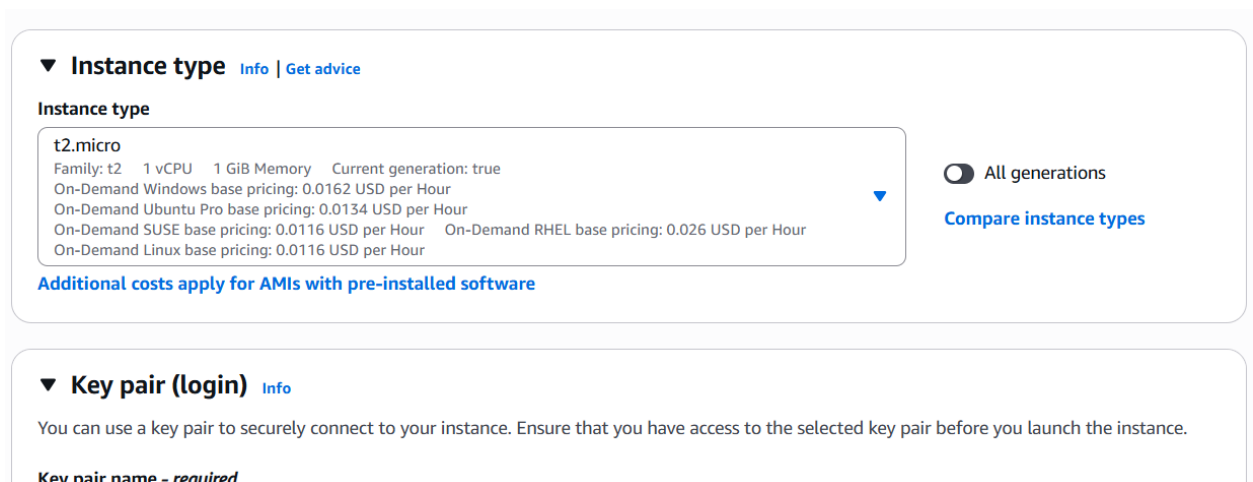 Instance type Info | Get advice
Instance type
t2.micro
Family: t2 1 vCPU 1 GiB Memory Current generation: true
On-Demand Windows base pricing: 0.0162 USD per Hour
On-Demand Ubuntu Pro base pricing: 0.0134 USD per Hour
On-Demand SUSE base pricing: 0.0116 USD per Hour On-Demand RHEL base pricing: 0.026 USD per Hour
On-Demand Linux base pricing: 0.0116 USD per Hour
All generations
Compare instance types
Additional costs apply for AMIs with pre-installed software
Key pair (login) Info
You can use a key pair to securely connect to your instance. Ensure that you have access to the selected key pair before you launch the instance.
Key pair name - required